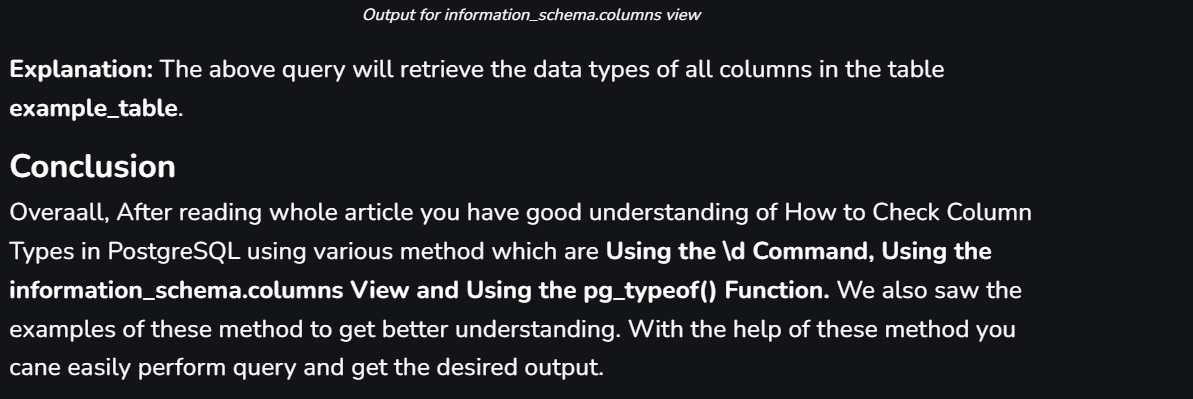 Output for information_schema.columns view
Explanation: The above query will retrieve the data types of all columns in the table
example_table.
Conclusion
Overaall, After reading whole article you have good understanding of How to Check Column
Types in PostgreSQL using various method which are Using the \d Command, Using the
information_schema.columns View and Using the pg_typeof() Function. We also saw the
examples of these method to get better understanding. With the help of these method you
cane easily perform query and get the desired output.